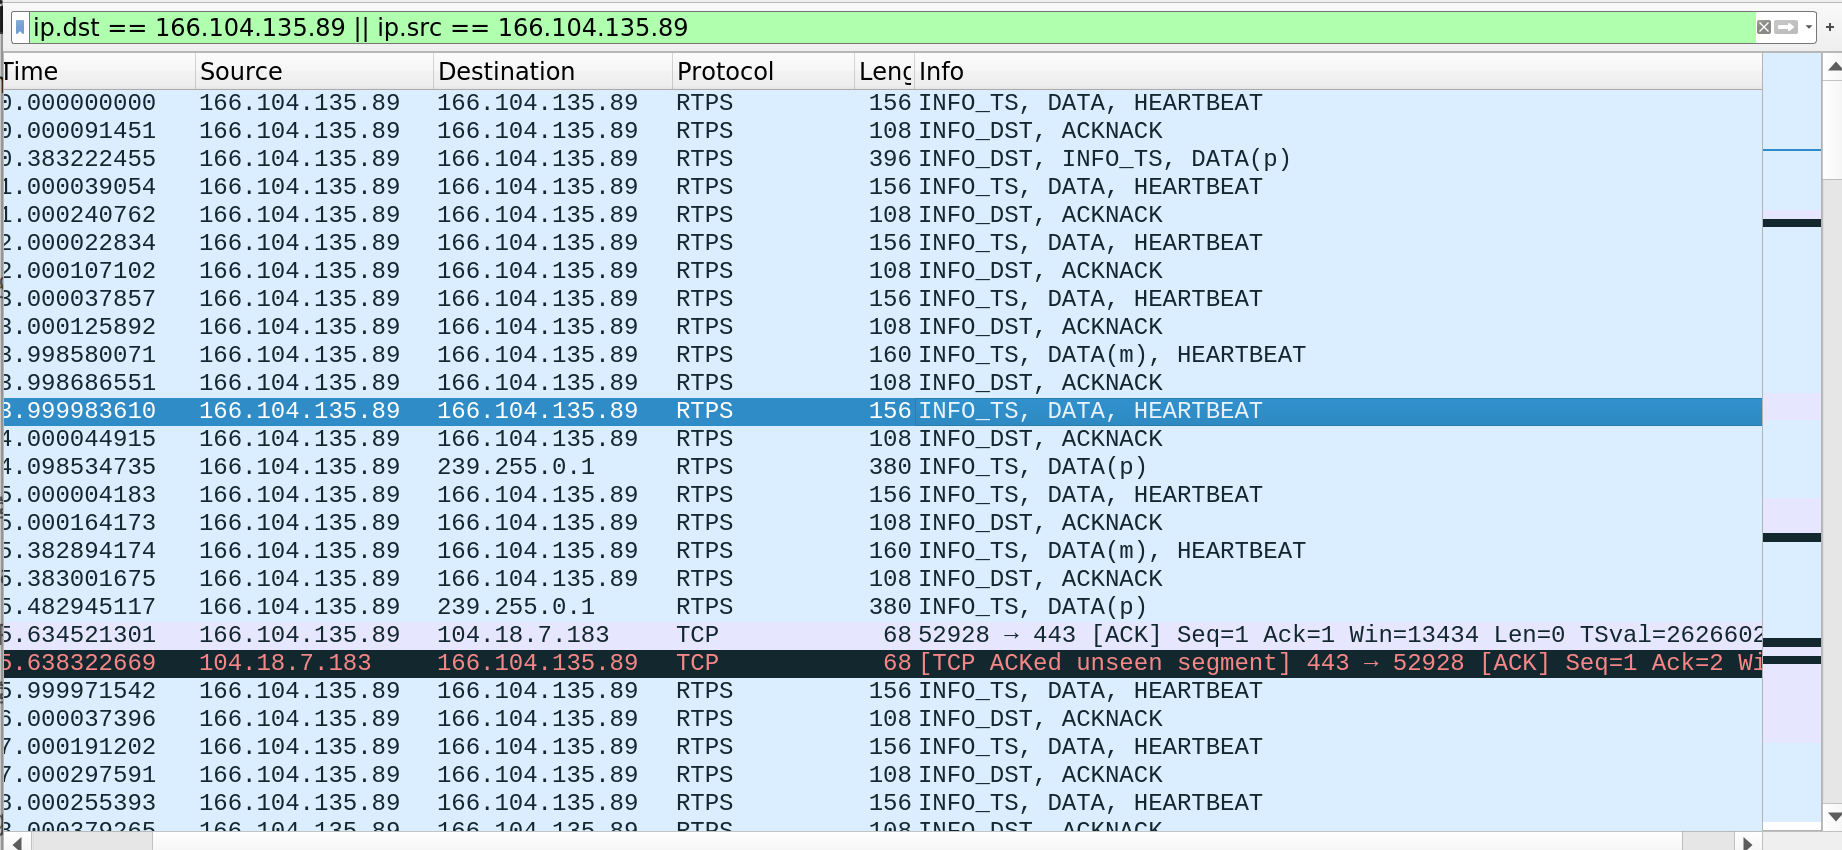 ip.dst == 166.104.135.89 || ip.src == 166.104.135.89
Time Source Destination Protocol Leng Info
0.000000000 166.104.135.89 166.104.135.89 RTPS 156 INFO_TS, DATA, HEARTBEAT
0.000091451 166.104.135.89 166.104.135.89 RTPS 108 INFO_DST, ACKNACK
0.383222455 166.104.135.89 166.104.135.89 RTPS 396 INFO_DST, INFO_TS, DATA(p)
1.000039054 166.104.135.89 166.104.135.89 RTPS 156 INFO_TS, DATA, HEARTBEAT
1.000240762 166.104.135.89 166.104.135.89 RTPS 108 INFO_DST, ACKNACK
2.000022834 166.104.135.89 166.104.135.89 RTPS 156 INFO_TS, DATA, HEARTBEAT
2.000107102 166.104.135.89 166.104.135.89 RTPS 108 INFO_DST, ACKNACK
3.000037857 166.104.135.89 166.104.135.89 RTPS 156 INFO_TS, DATA, HEARTBEAT
3.000125892 166.104.135.89 166.104.135.89 RTPS 108 INFO_DST, ACKNACK
3.998580071 166.104.135.89 166.104.135.89 RTPS 160 INFO_TS, DATA(m), HEARTBEAT
3.998686551 166.104.135.89 166.104.135.89 RTPS 108 INFO_DST, ACKNACK
3.999983610 166.104.135.89 166.104.135.89 RTPS 156 INFO_TS, DATA, HEARTBEAT
4.000044915 166.104.135.89 166.104.135.89 RTPS 108 INFO_DST, ACKNACK
4.098534735 166.104.135.89 239.255.0.1 RTPS 380 INFO_TS, DATA(p)
5.000004183 166.104.135.89 166.104.135.89 RTPS 156 INFO_TS, DATA, HEARTBEAT
5.000164173 166.104.135.89 166.104.135.89 RTPS 108 INFO_DST, ACKNACK
5.382894174 166.104.135.89 166.104.135.89 RTPS 160 INFO_TS, DATA(m), HEARTBEAT
5.383001675 166.104.135.89 166.104.135.89 RTPS 108 INFO_DST, ACKNACK
5.482945117 166.104.135.89 239.255.0.1 RTPS 380 INFO_TS, DATA(p)
5.634521301 166.104.135.89 104.18.7.183 TCP 68 52928 → 443 [ACK] Seq=1 Ack=1 Win=13434 Len=0 TSval=2626602
5.638322669 104.18.7.183 166.104.135.89 TCP 68 [TCP ACKed unseen segment] 443 → 52928 [ACK] Seq=1 Ack=2 Wi
5.999971542 166.104.135.89 166.104.135.89 RTPS 156 INFO_TS, DATA, HEARTBEAT
6.000037396 166.104.135.89 166.104.135.89 RTPS 108 INFO_DST, ACKNACK
7.000191202 166.104.135.89 166.104.135.89 RTPS 156 INFO_TS, DATA, HEARTBEAT
7.000297591 166.104.135.89 166.104.135.89 RTPS 108 INFO_DST, ACKNACK
8.000255393 166.104.135.89 166.104.135.89 RTPS 156 INFO_TS, DATA, HEARTBEAT
8.000379265 166.104.135.89 166.104.135.89 RTPS 108 INFO_DST, ACKNACK